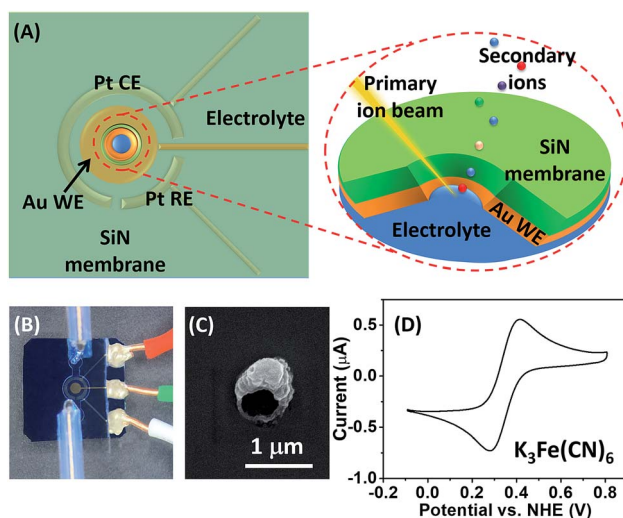 (A)
Pt CE
Electrolyte
Au WE
Pt RE
SiN
membrane
Primary
ion beam
Secondary
ions
SiN
membrane
Au WE
Electrolyte
(B)
(C)
1 μm
(D)
Current (μA)
0.5
0.0
-0.5
-1.0
K3Fe(CN)6
-0.2 0.0 0.2 0.4 0.6 0.8
Potential vs. NHE (V)